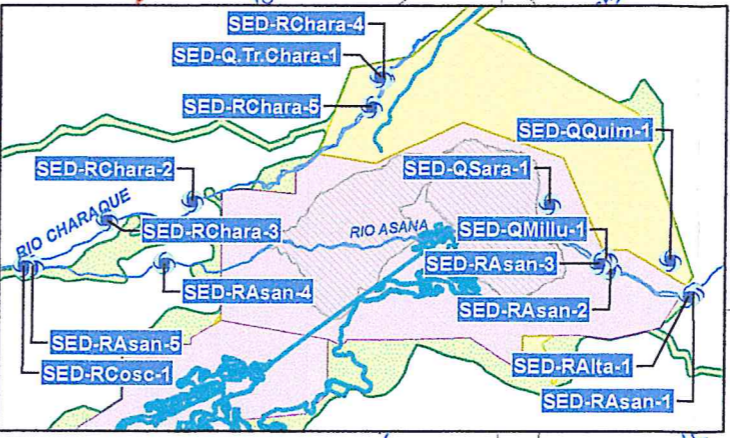 SED-RChara-4
SED-Q.Tr.Chara-1
SED-RChara-5
SED-QQuim-1
SED-RChara-2
SED-QSara-1
RIO CHARAQUE
SED-RChara-3
RIO ASANA
SED-QMillu-1
SED-RAsan-3
SED-RAsan-4
SED-RAsan-2
SED-RAsan-5
SED-RAlta-1
SED-RCosc-1
SED-RAsan-1